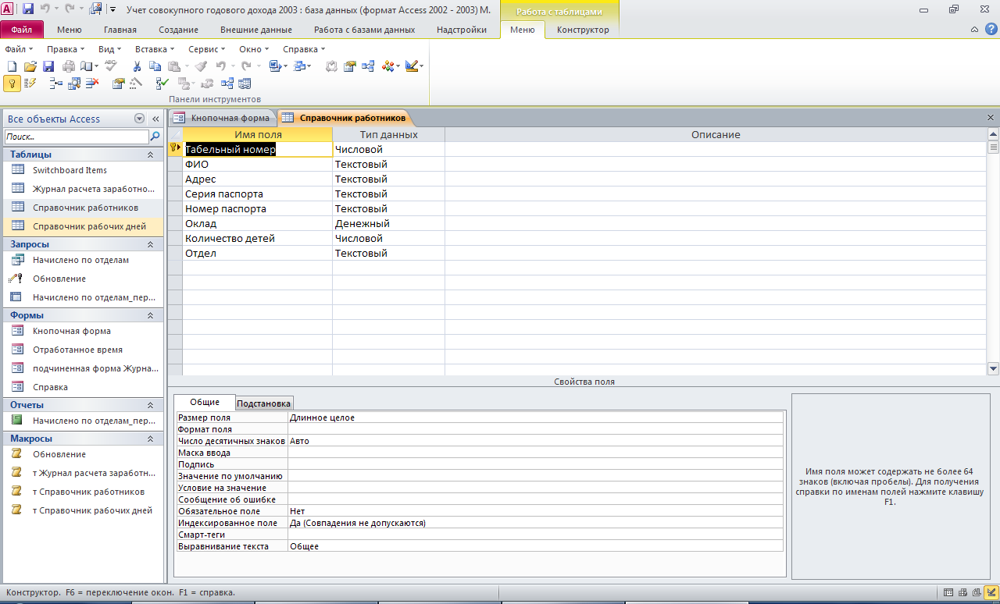 Учет совокупного годового дохода 2003 : база данных (формат Access 2002 - 2003) M.
Работа с таблицами
Файл Меню Главная Создание Внешние данные Работа с базами данных Надстройки Меню Конструктор
Файл Правка Вид Вставка Сервис Окно Справка
Панели инструментов
Все объекты Access
Поиск...
Таблицы
Switchboard Items
Журнал расчета заработно...
Справочник работников
Справочник рабочих дней
Запросы
Начислено по отделам
Обновление
Начислено по отделам_пер...
Формы
Кнопочная форма
Отработанное время
подчиненная форма Журна...
Справка
Отчеты
Начислено по отделам_пер...
Макросы
Обновление
т Журнал расчета заработн...
т Справочник работников
т Справочник рабочих дней
Кнопочная форма Справочник работников
Имя поля Тип данных Описание
Табельный номер Числовой
ФИО Текстовый
Адрес Текстовый
Серия паспорта Текстовый
Номер паспорта Текстовый
Оклад Денежный
Количество детей Числовой
Отдел Текстовый
Свойства поля
Общие Подстановка
Размер поля Длинное целое
Формат поля
Число десятичных знаков Авто
Маска ввода
Подпись
Значение по умолчанию
Условие на значение
Сообщение об ошибке
Обязательное поле Нет
Индексированное поле Да (Совпадения не допускаются)
Смарт-теги
Выравнивание текста Общее
Имя поля может содержать не более 64
знаков (включая пробелы). Для получения
справки по именам полей нажмите клавишу
F1.
Конструктор. F6 = переключение окон. F1 = справка.